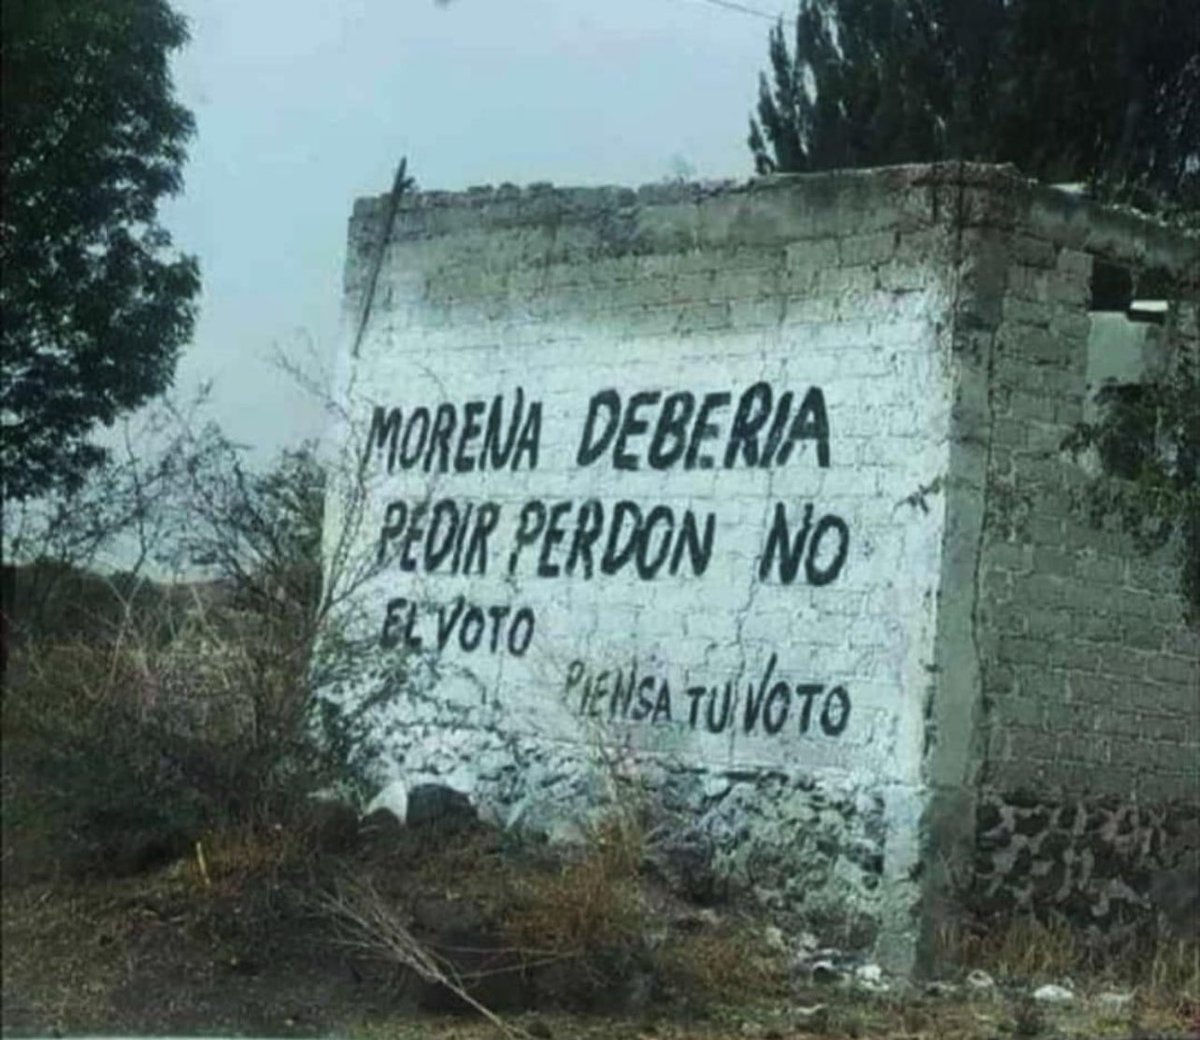 MORENA DEBERIA
PEDIR PERDON NO
EL VOTO
PIENSA TU VOTO